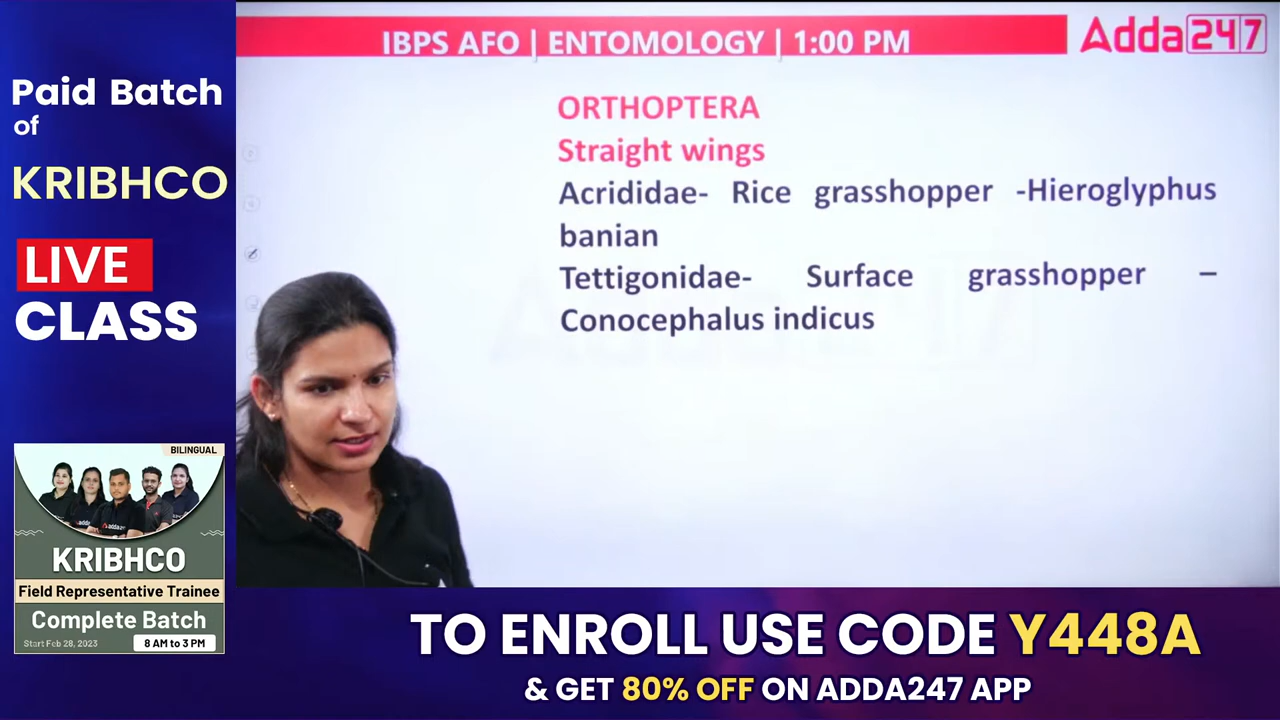 Paid Batch
of
KRIBHCO
LIVE
CLASS
BILINGUAL
KRIBHCO
Field Representative Trainee
Complete Batch
Start Feb 28, 2023
8 AM to 3 PM
IBPS AFO | ENTOMOLOGY | 1:00 PM
Adda247
ORTHOPTERA
Straight wings
Acrididae- Rice grasshopper -Hieroglyphus
banian
Tettigonidae- Surface grasshopper –
Conocephalus indicus
TO ENROLL USE CODE Y448A
& GET 80% OFF ON ADDA247 APP